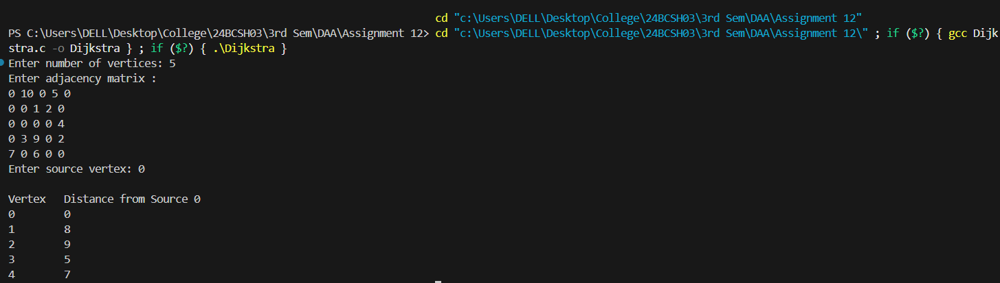 cd "c:\Users\DELL\Desktop\College\24BCSH03\3rd Sem\DAA\Assignment 12"
PS C:\Users\DELL\Desktop\College\24BCSH03\3rd Sem\DAA\Assignment 12> cd "c:\Users\DELL\Desktop\College\24BCSH03\3rd Sem\DAA\Assignment 12\" ; if ($?) { gcc Dijk
stra.c -o Dijkstra } ; if ($?) { .\Dijkstra }
Enter number of vertices: 5
Enter adjacency matrix :
0 10 0 5 0
0 0 1 2 0
0 0 0 0 4
0 3 9 0 2
7 0 6 0 0
Enter source vertex: 0
Vertex   Distance from Source 0
0        0
1        8
2        9
3        5
4        7